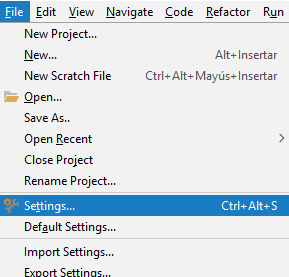 File Edit View Navigate Code Refactor Run
New Project...
New... Alt+Insertar
New Scratch File Ctrl+Alt+Mayús+Insertar
Open...
Save As..
Open Recent
Close Project
Rename Project...
Settings... Ctrl+Alt+S
Default Settings...
Import Settings...
Export Settings...